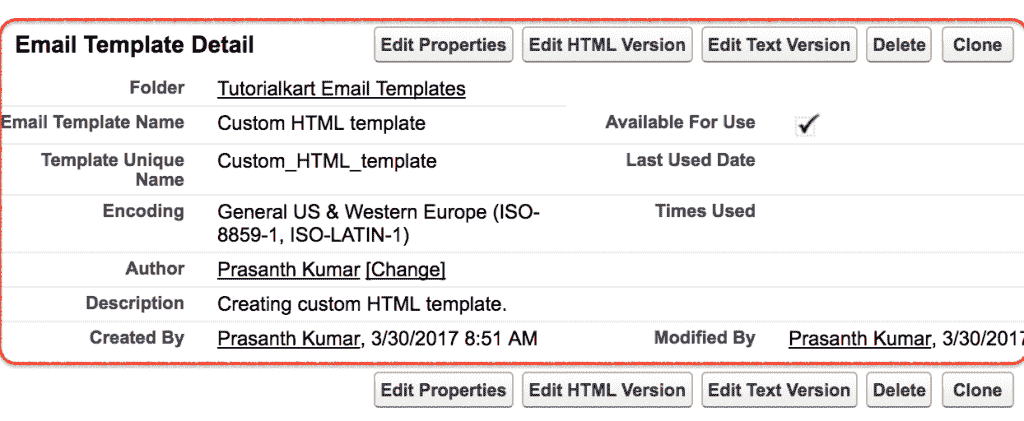 Email Template Detail Edit Properties Edit HTML Version Edit Text Version Delete Clone
Folder Tutorialkart Email Templates
Email Template Name Custom HTML template Available For Use
Template Unique Name Custom_HTML_template Last Used Date
Encoding General US & Western Europe (ISO-8859-1, ISO-LATIN-1) Times Used
Author Prasanth Kumar [Change]
Description Creating custom HTML template.
Created By Prasanth Kumar, 3/30/2017 8:51 AM Modified By Prasanth Kumar, 3/30/2017
Edit Properties Edit HTML Version Edit Text Version Delete Clone